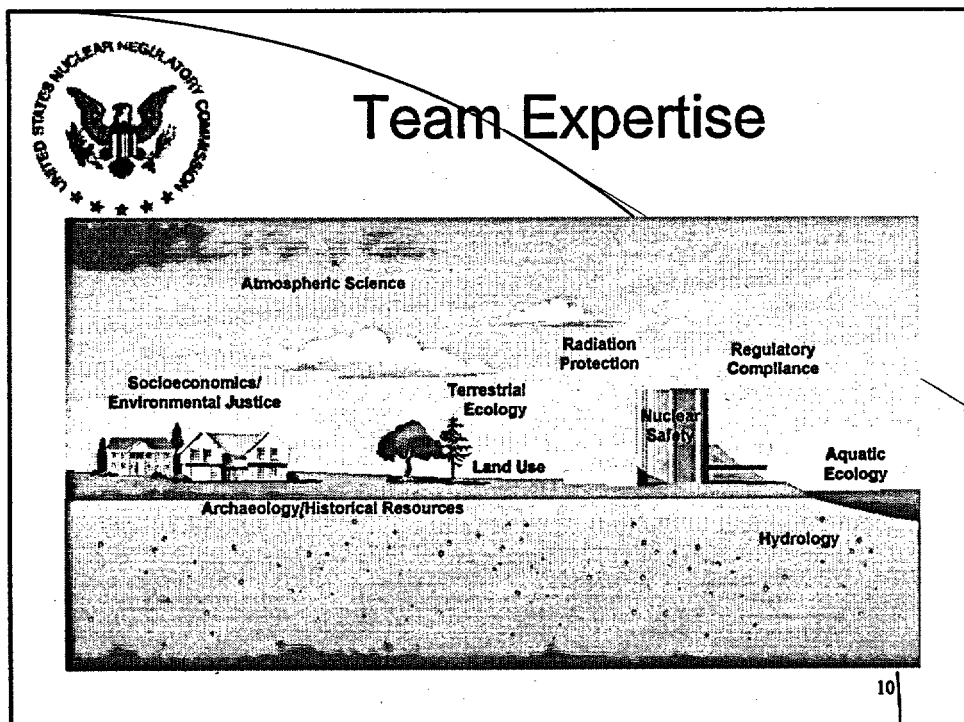 UNITED STATES NUCLEAR REGULATORY COMMISSION
Team Expertise
Atmospheric Science
Radiation
Protection
Regulatory
Compliance
Socioeconomics/
Environmental Justice
Terrestrial
Ecology
Nuclear
Safety
Land Use
Aquatic
Ecology
Archaeology/Historical Resources
Hydrology
10